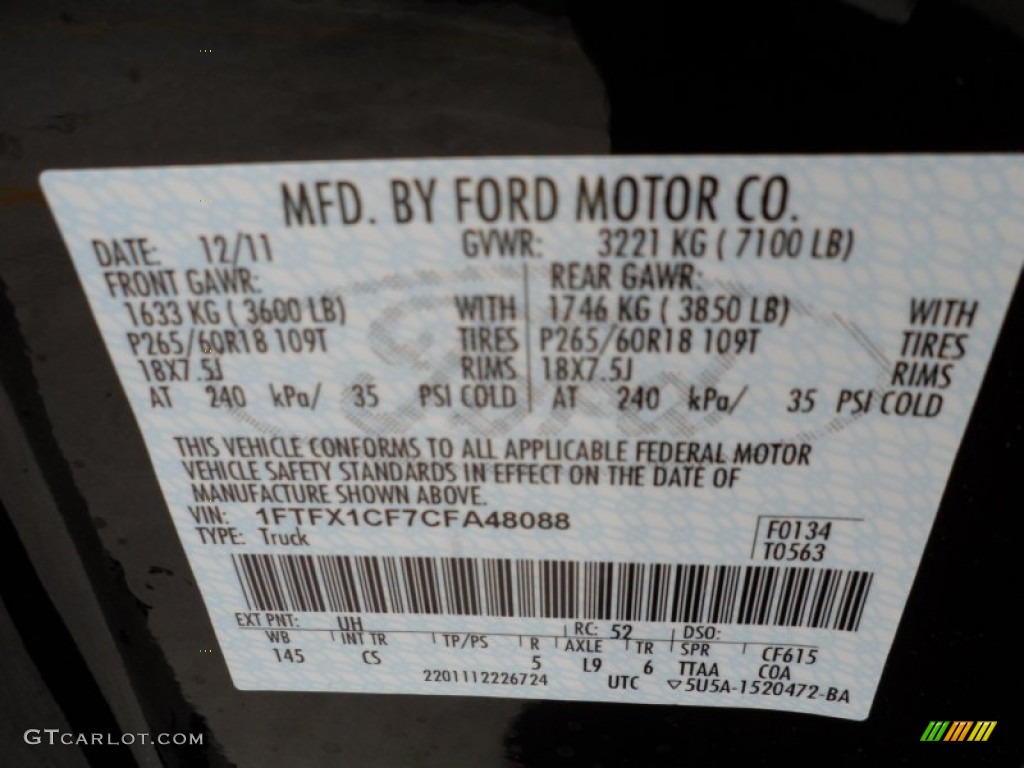 MFD. BY FORD MOTOR CO.
DATE: 12/11 GVWR: 3221 KG ( 7100 LB)
FRONT GAWR: REAR GAWR:
1633 KG ( 3600 LB) WITH 1746 KG ( 3850 LB) WITH
P265/60R18 109T TIRES P265/60R18 109T TIRES
18X7.5J RIMS 18X7.5J RIMS
AT 240 kPa/ 35 PSI COLD AT 240 kPa/ 35 PSI COLD
THIS VEHICLE CONFORMS TO ALL APPLICABLE FEDERAL MOTOR
VEHICLE SAFETY STANDARDS IN EFFECT ON THE DATE OF
MANUFACTURE SHOWN ABOVE.
VIN: 1FTFX1CF7CFA48088 F0134
TYPE: Truck T0563
EXT PNT: UH RC: 52 DSO:
WB INT TR TP/PS R AXLE TR SPR CF615
145 CS 5 L9 6 TTAA COA
2201112226724 UTC ▽5U5A-1520472-BA
GTCARLOT.COM